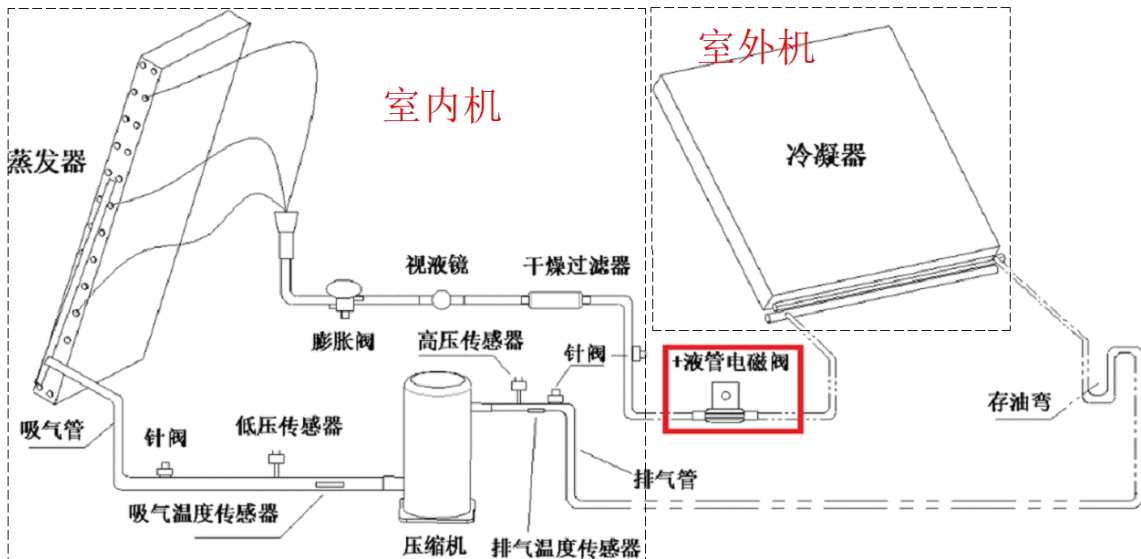 室外机
室内机
蒸发器
冷凝器
视液镜
干燥过滤器
膨胀阀
高压传感器
针阀
+液管电磁阀
存油弯
吸气管
针阀
低压传感器
排气管
吸气温度传感器
压缩机
排气温度传感器